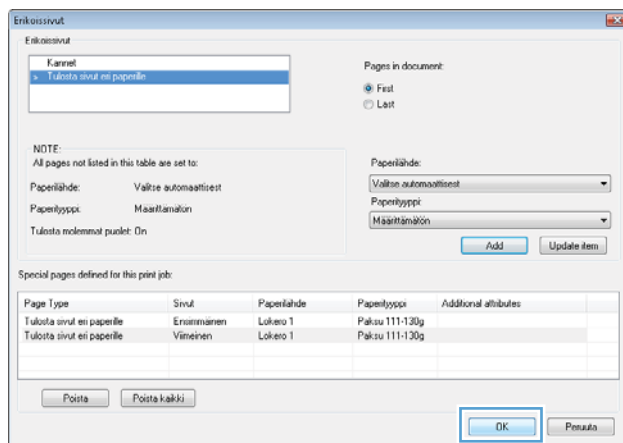 Erikoissivut
Erikoissivut
Kannet
> Tulosta sivut eri paperille
Pages in document:
First
Last
NOTE:
All pages not listed in this table are set to:
Paperilähde: Valitse automaattisest
Paperityyppi: Määrittämätön
Tulosta molemmat puolet: On
Paperilähde:
Valitse automaattisest
Paperityyppi:
Määrittämätön
Add Update item
Special pages defined for this print job:
Page Type Sivut Paperilähde Paperityyppi Additional attributes
Tulosta sivut eri paperille Ensimmäinen Lokero 1 Paksu 111-130g
Tulosta sivut eri paperille Viimeinen Lokero 1 Paksu 111-130g
Poista Poista kaikki
OK Peruuta